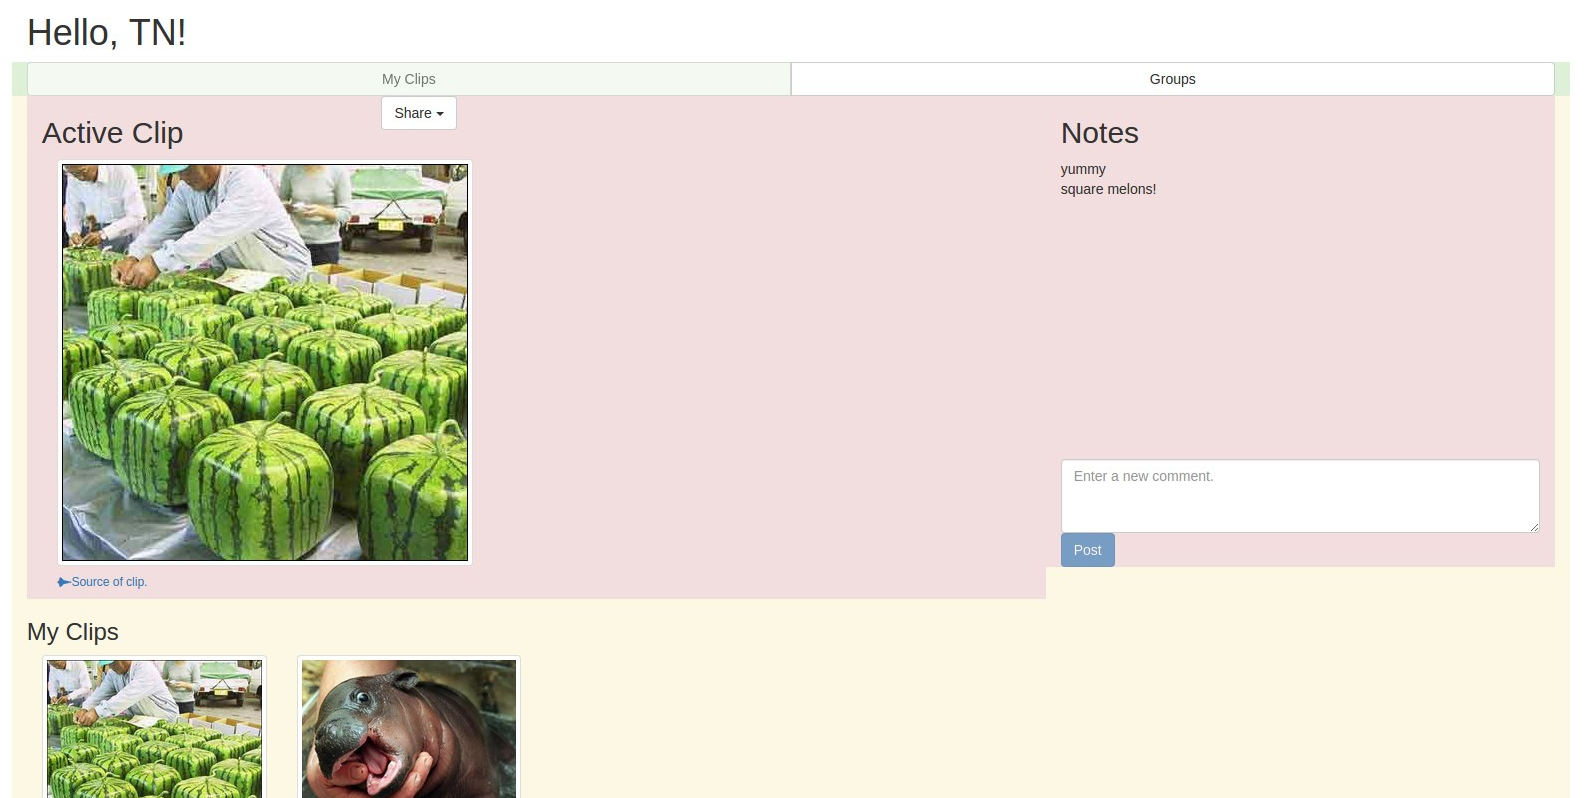 Hello, TN!
My Clips
Groups
Share
Active Clip
Notes
yummy
square melons!
Enter a new comment.
Post
Source of clip.
My Clips